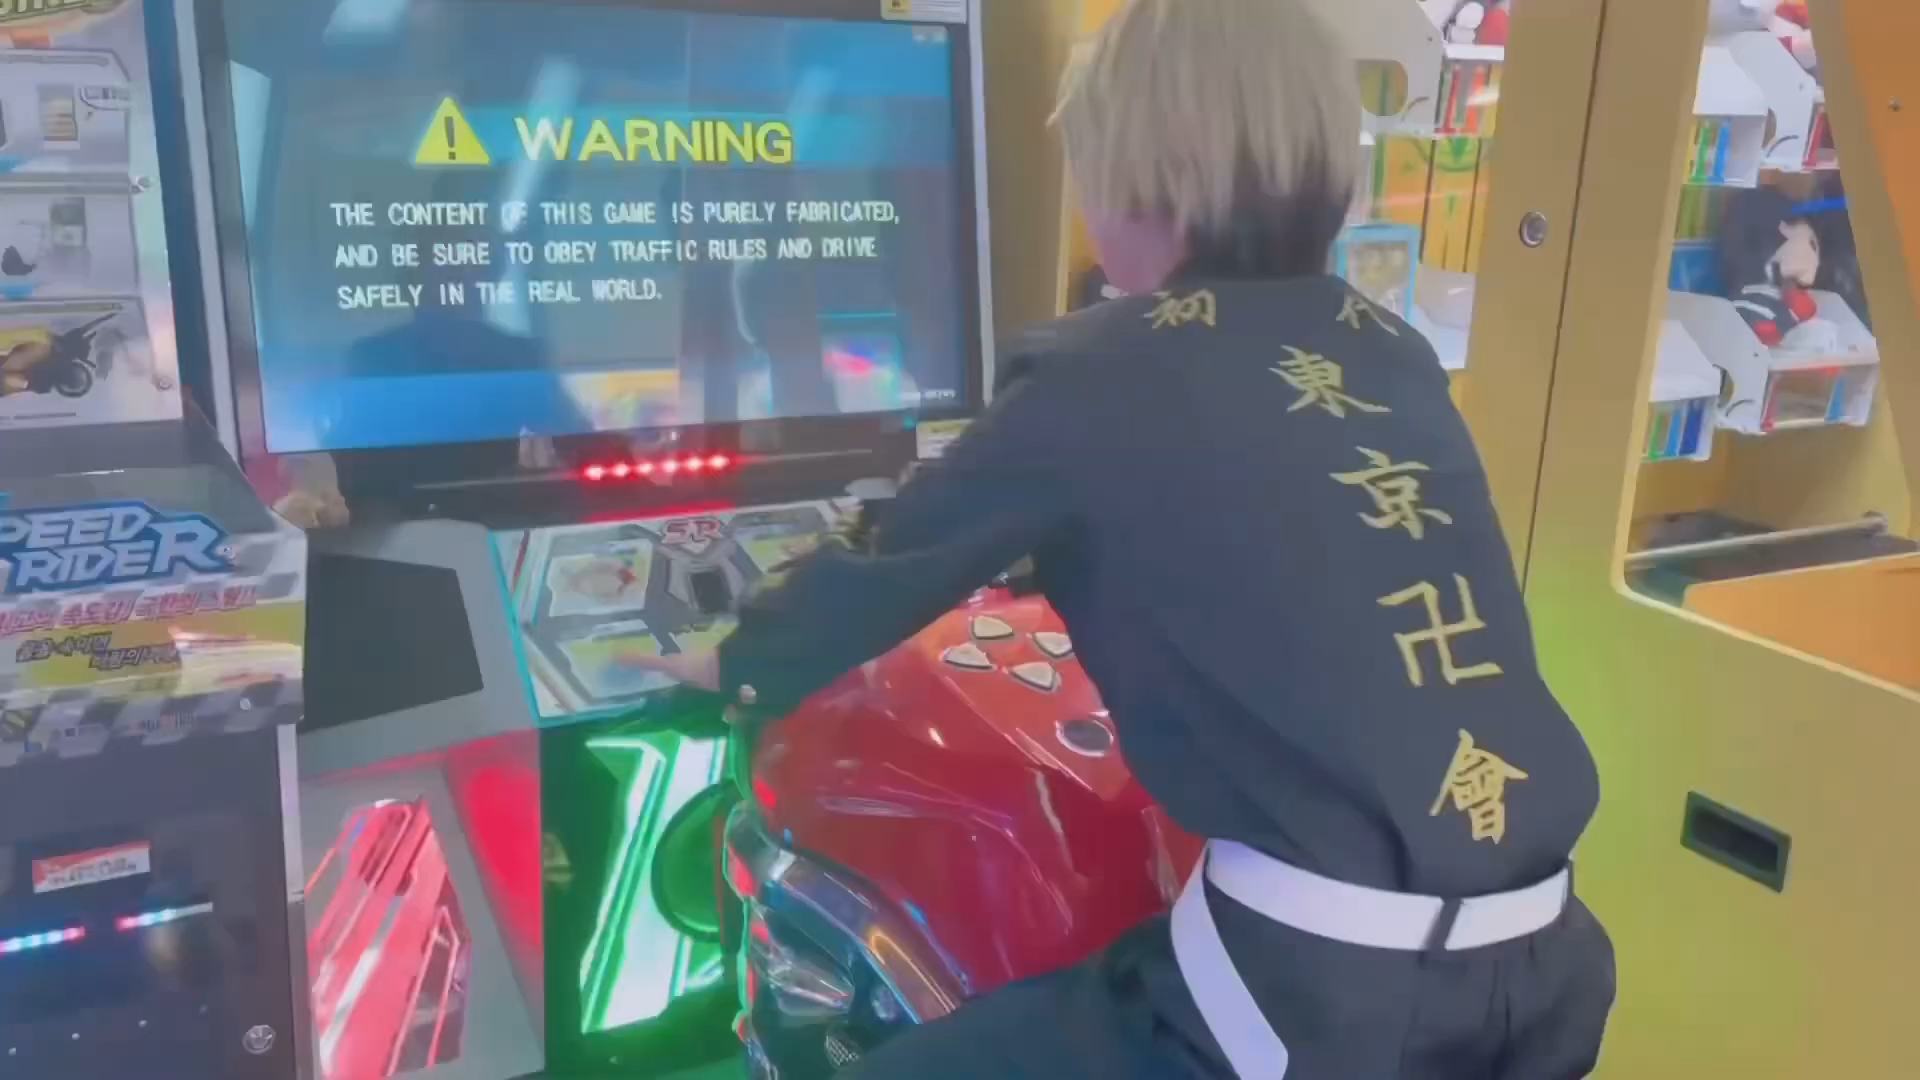 WARNING
THE CONTENT OF THIS GAME IS PURELY FABRICATED,
AND BE SURE TO OBEY TRAFFIC RULES AND DRIVE
SAFELY IN THE REAL WORLD.
SR
初 代
東
京
卍
會
SPEED
RIDER